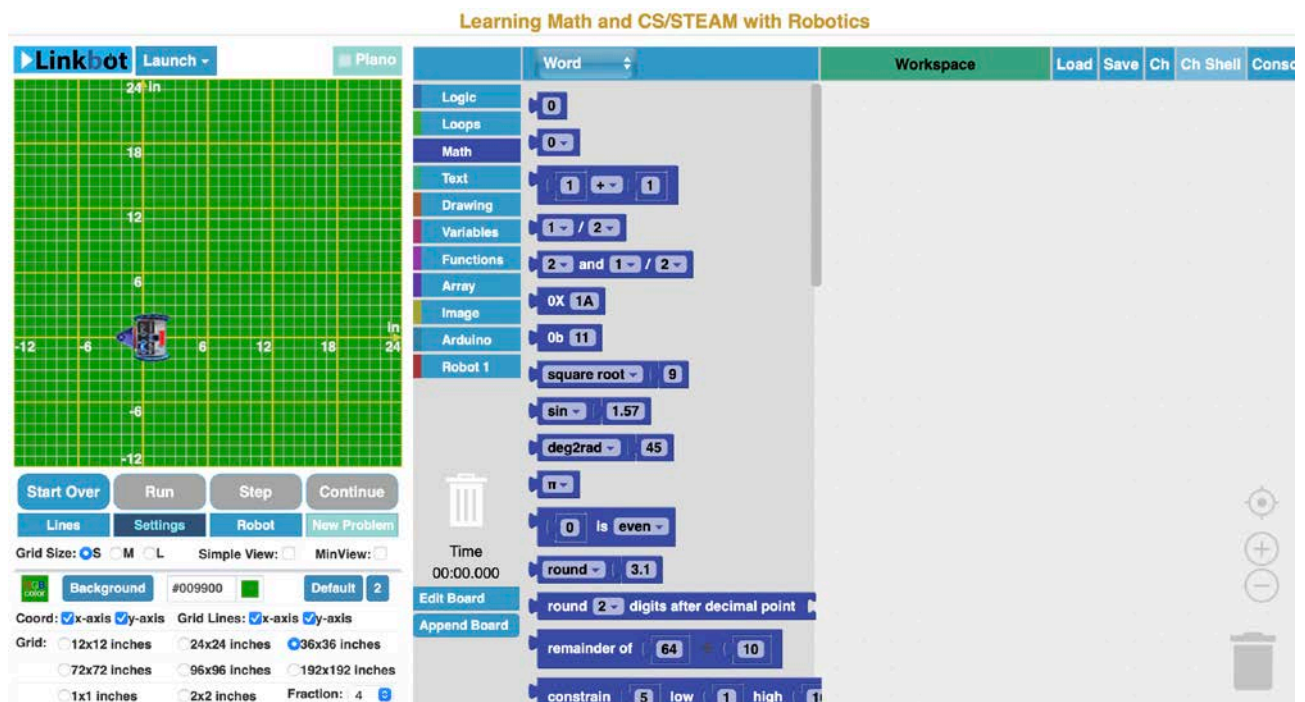 Learning Math and CS/STEAM with Robotics
Linkbot Launch Plano
24 in
18
12
6
in
-12 -6 6 12 18 24
-6
-12
Start Over Run Step Continue
Lines Settings Robot New Problem
Grid Size: S M L Simple View: MinView:
RGB color Background #009900 Default 2
Coord: x-axis y-axis Grid Lines: x-axis y-axis
Grid: 12x12 inches 24x24 inches 36x36 inches
72x72 inches 96x96 inches 192x192 inches
1x1 inches 2x2 inches Fraction: 4
Word
Logic
Loops
Math
Text
Drawing
Variables
Functions
Array
Image
Arduino
Robot 1
Time
00:00.000
Edit Board
Append Board
0
0
1 + 1
1 / 2
2 and 1 / 2
0X 1A
0b 11
square root 9
sin 1.57
deg2rad 45
π
0 is even
round 3.1
round 2 digits after decimal point
remainder of 64 ÷ 10
constrain 5 low 1 high
Workspace Load Save Ch Ch Shell Conso